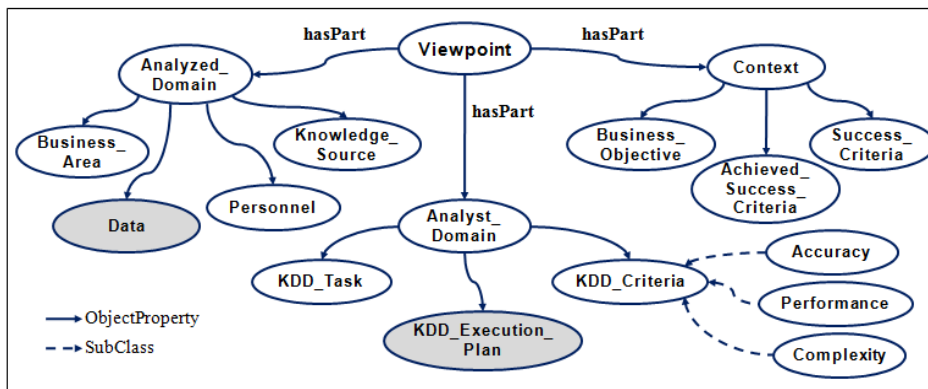 hasPart
Viewpoint
hasPart
Analyzed_
Domain
Context
hasPart
Business_
Area
Knowledge_
Source
Business_
Objective
Success_
Criteria
Achieved_
Success_
Criteria
Data
Personnel
Analyst_
Domain
Accuracy
KDD_Task
KDD_Criteria
Performance
ObjectProperty
KDD_Execution_
Plan
SubClass
Complexity